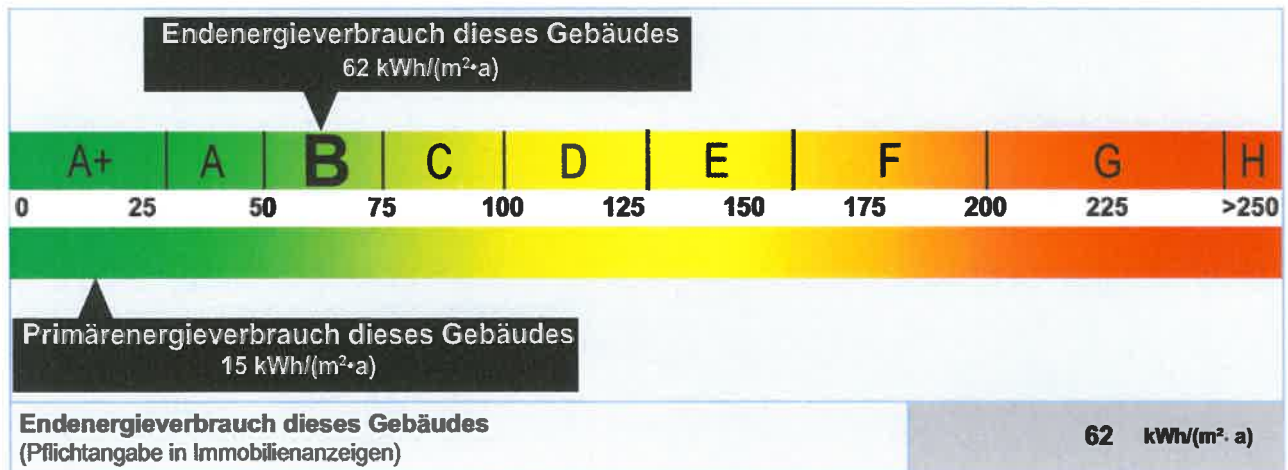 Endenergieverbrauch dieses Gebäudes
62 kWh/(m²•a)
A+ A B C D E F G H
0 25 50 75 100 125 150 175 200 225 >250
Primärenergieverbrauch dieses Gebäudes
15 kWh/(m²•a)
Endenergieverbrauch dieses Gebäudes
(Pflichtangabe in Immobilienanzeigen)
62 kWh/(m²· a)